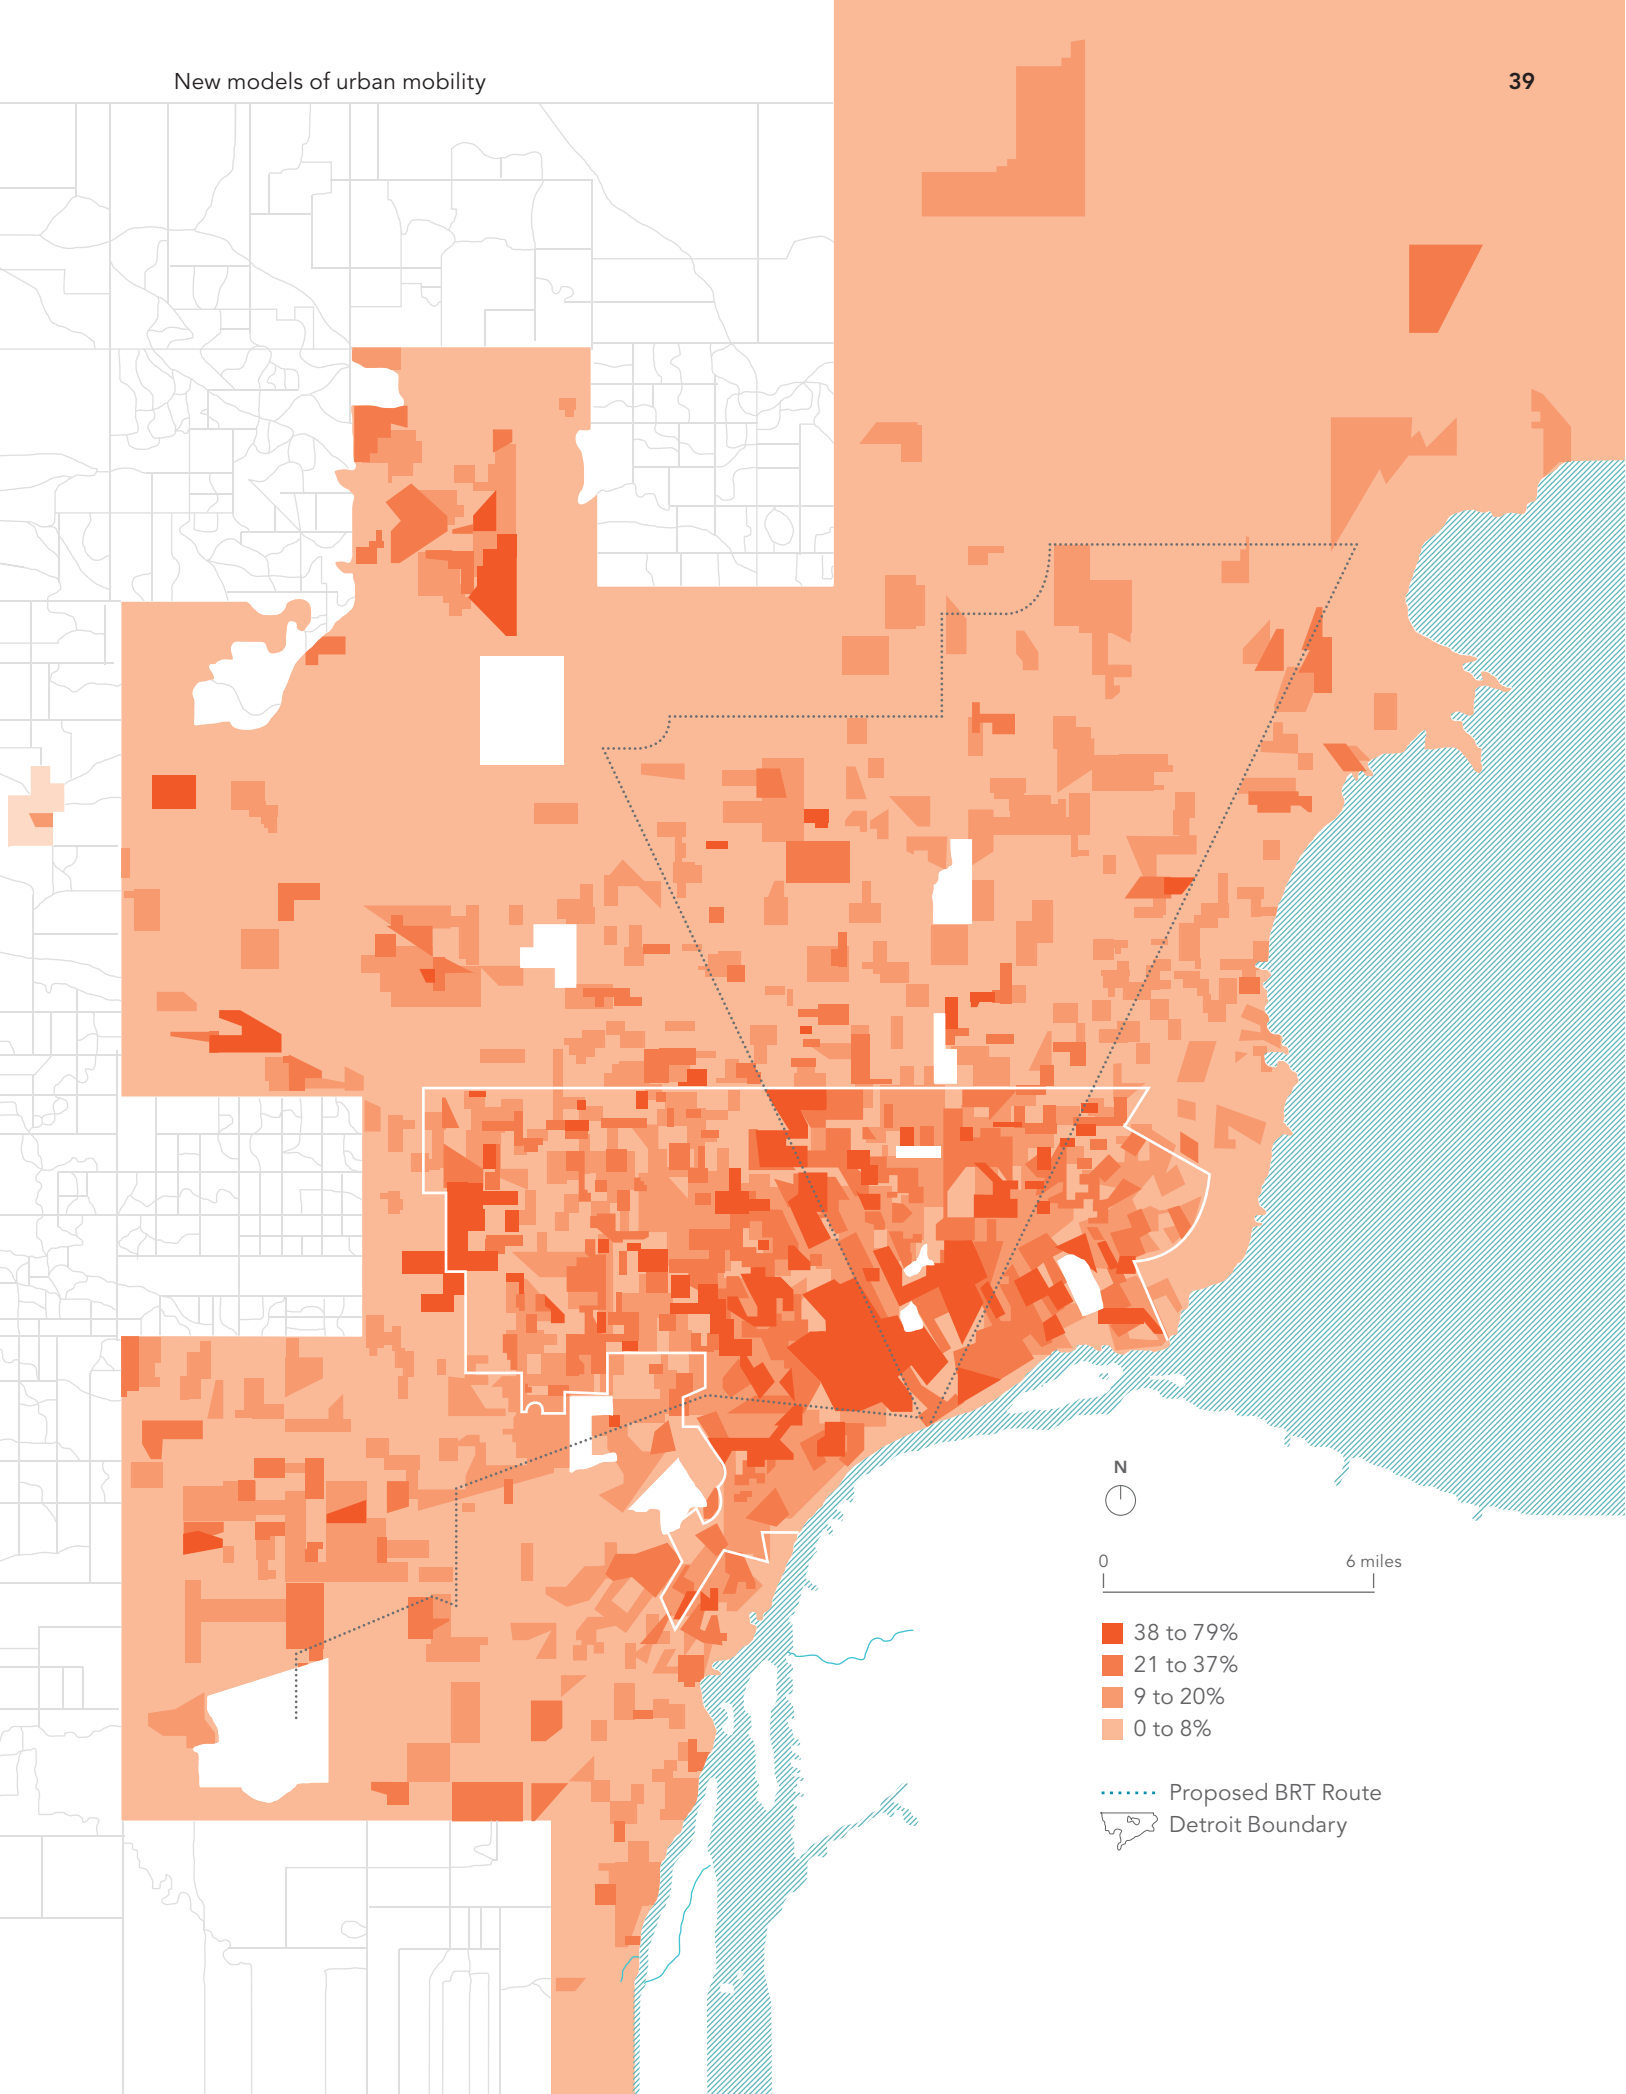 New models of urban mobility
39
N
0
6 miles
38 to 79%
21 to 37%
9 to 20%
0 to 8%
Proposed BRT Route
Detroit Boundary